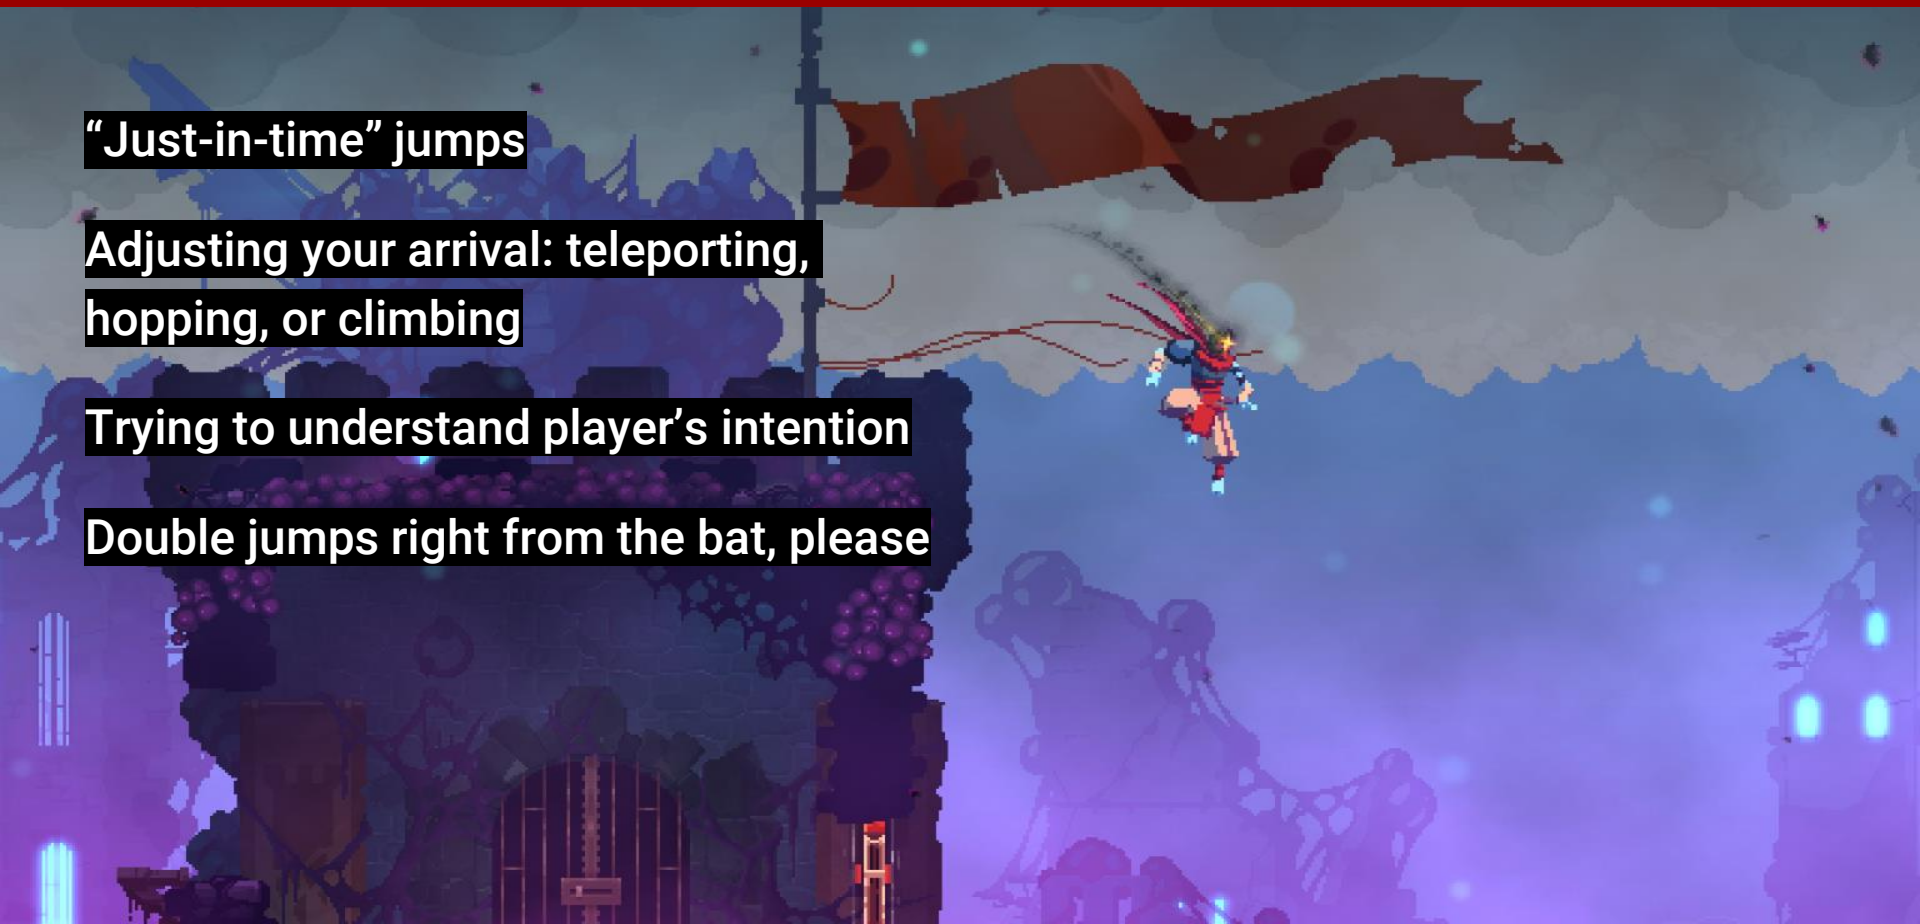 “Just-in-time” jumps
Adjusting your arrival: teleporting,
hopping, or climbing
Trying to understand player’s intention
Double jumps right from the bat, please